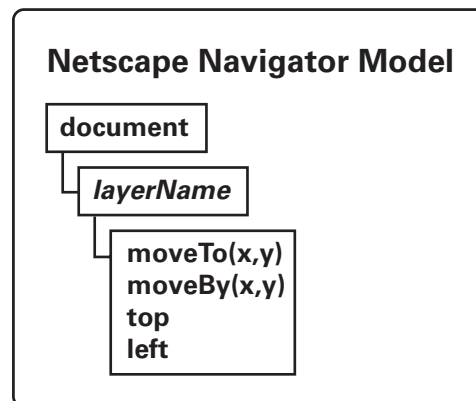 Netscape Navigator Model
document
layerName
moveTo(x,y)
moveBy(x,y)
top
left